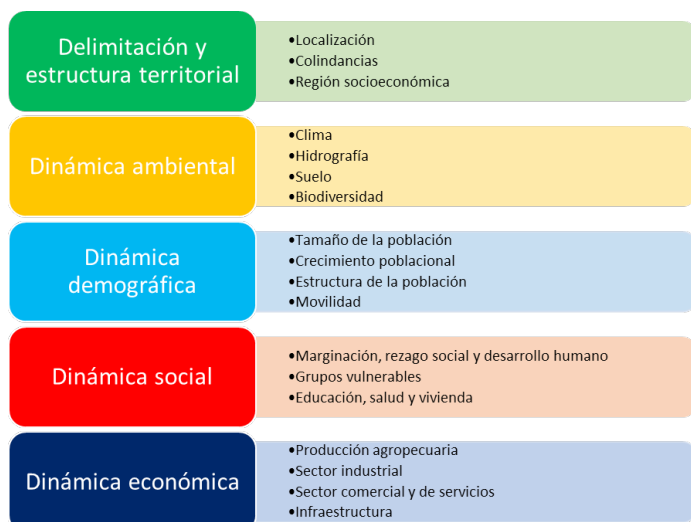 Delimitación y
estructura territorial
•Localización
•Colindancias
•Región socioeconómica
Dinámica ambiental
•Clima
•Hidrografía
•Suelo
•Biodiversidad
Dinámica
demográfica
•Tamaño de la población
•Crecimiento poblacional
•Estructura de la población
•Movilidad
Dinámica social
•Marginación, rezago social y desarrollo humano
•Grupos vulnerables
•Educación, salud y vivienda
Dinámica económica
•Producción agropecuaria
•Sector industrial
•Sector comercial y de servicios
•Infraestructura